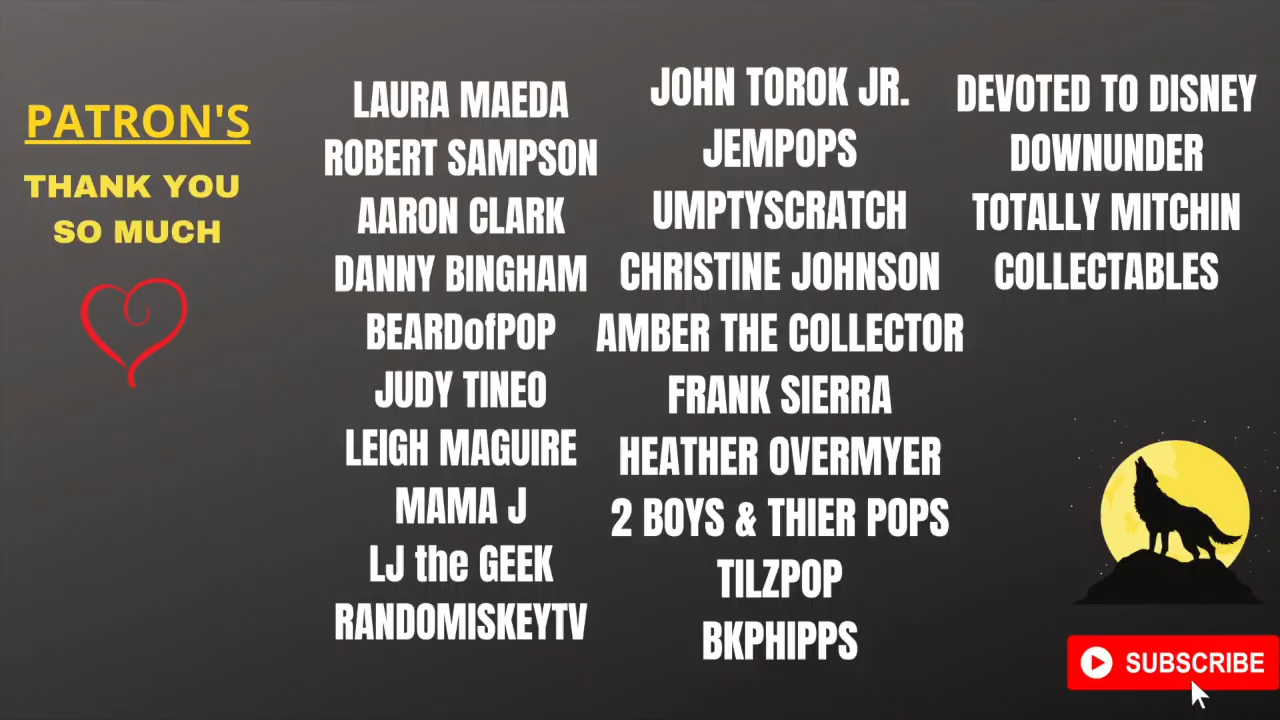 PATRON'S
THANK YOU
SO MUCH
LAURA MAEDA
ROBERT SAMPSON
AARON CLARK
DANNY BINGHAM
BEARDofPOP
JUDY TINEO
LEIGH MAGUIRE
MAMA J
LJ the GEEK
RANDOMISKEYTV
JOHN TOROK JR.
JEMPOPS
UMPTYSCRATCH
CHRISTINE JOHNSON
AMBER THE COLLECTOR
FRANK SIERRA
HEATHER OVERMYER
2 BOYS & THIER POPS
TILZPOP
BKPHIPPS
DEVOTED TO DISNEY
DOWNUNDER
TOTALLY MITCHIN
COLLECTABLES
SUBSCRIBE